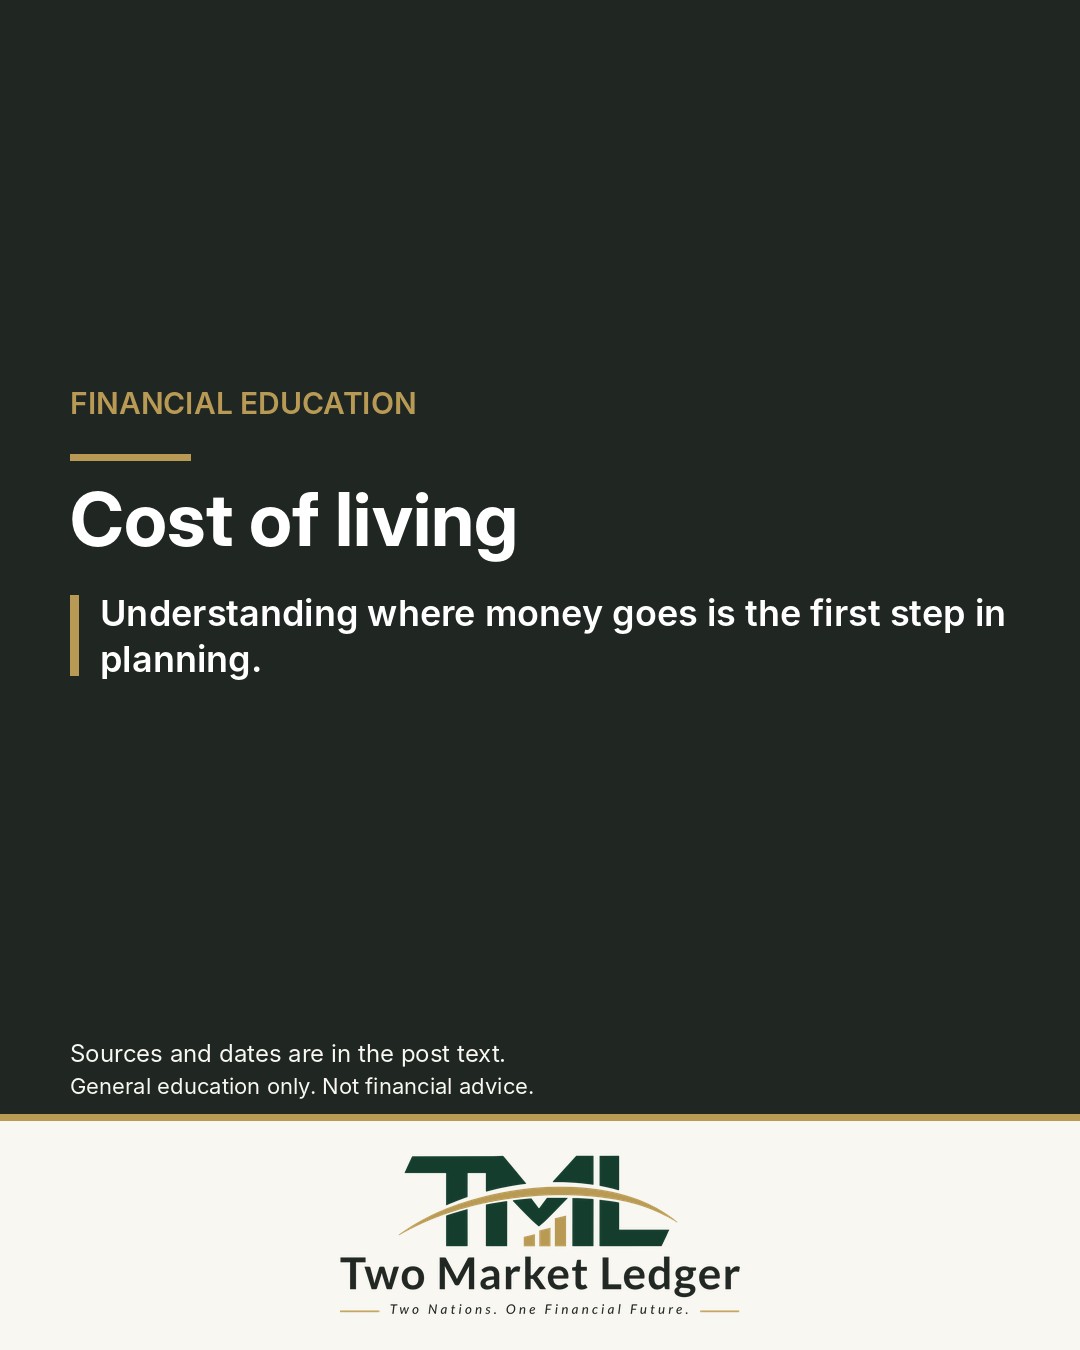 FINANCIAL EDUCATION
Cost of living
Understanding where money goes is the first step in
planning.
Sources and dates are in the post text.
General education only. Not financial advice.
TML
Two Market Ledger
Two Nations. One Financial Future.